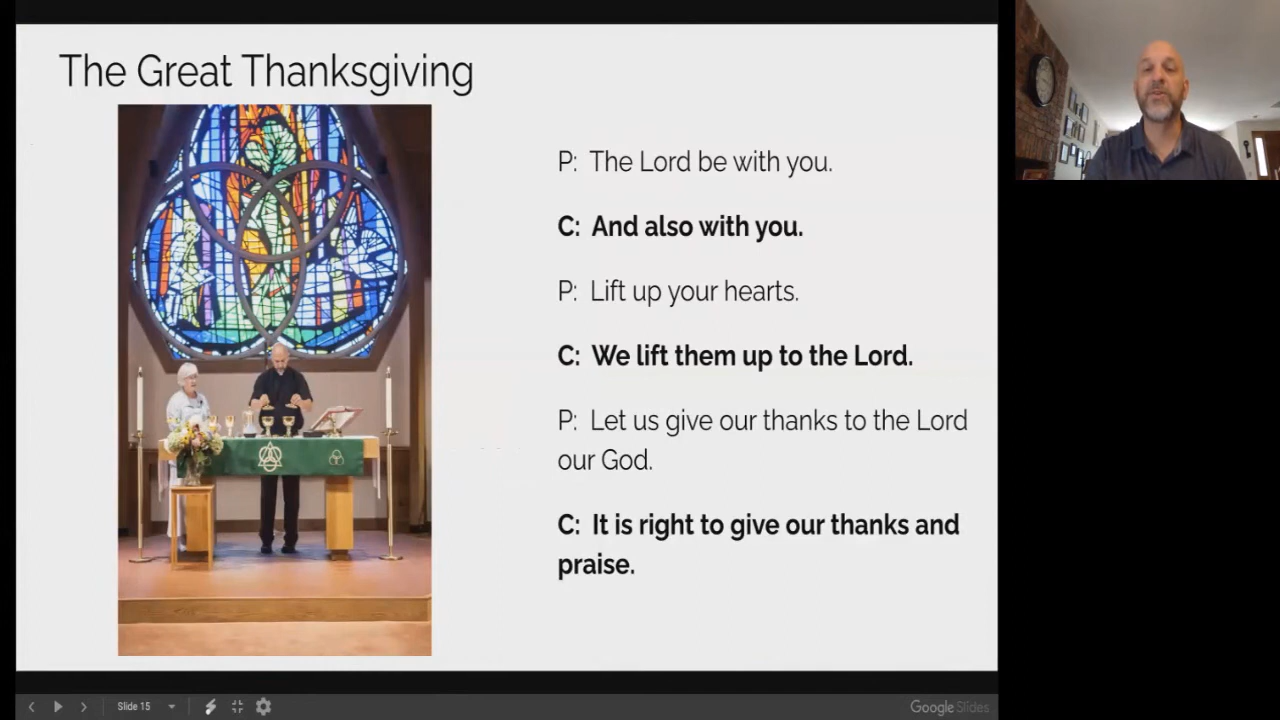 The Great Thanksgiving
P: The Lord be with you.
C: And also with you.
P: Lift up your hearts.
C: We lift them up to the Lord.
P: Let us give our thanks to the Lord
our God.
C: It is right to give our thanks and
praise.
Slide 15
Google Slides